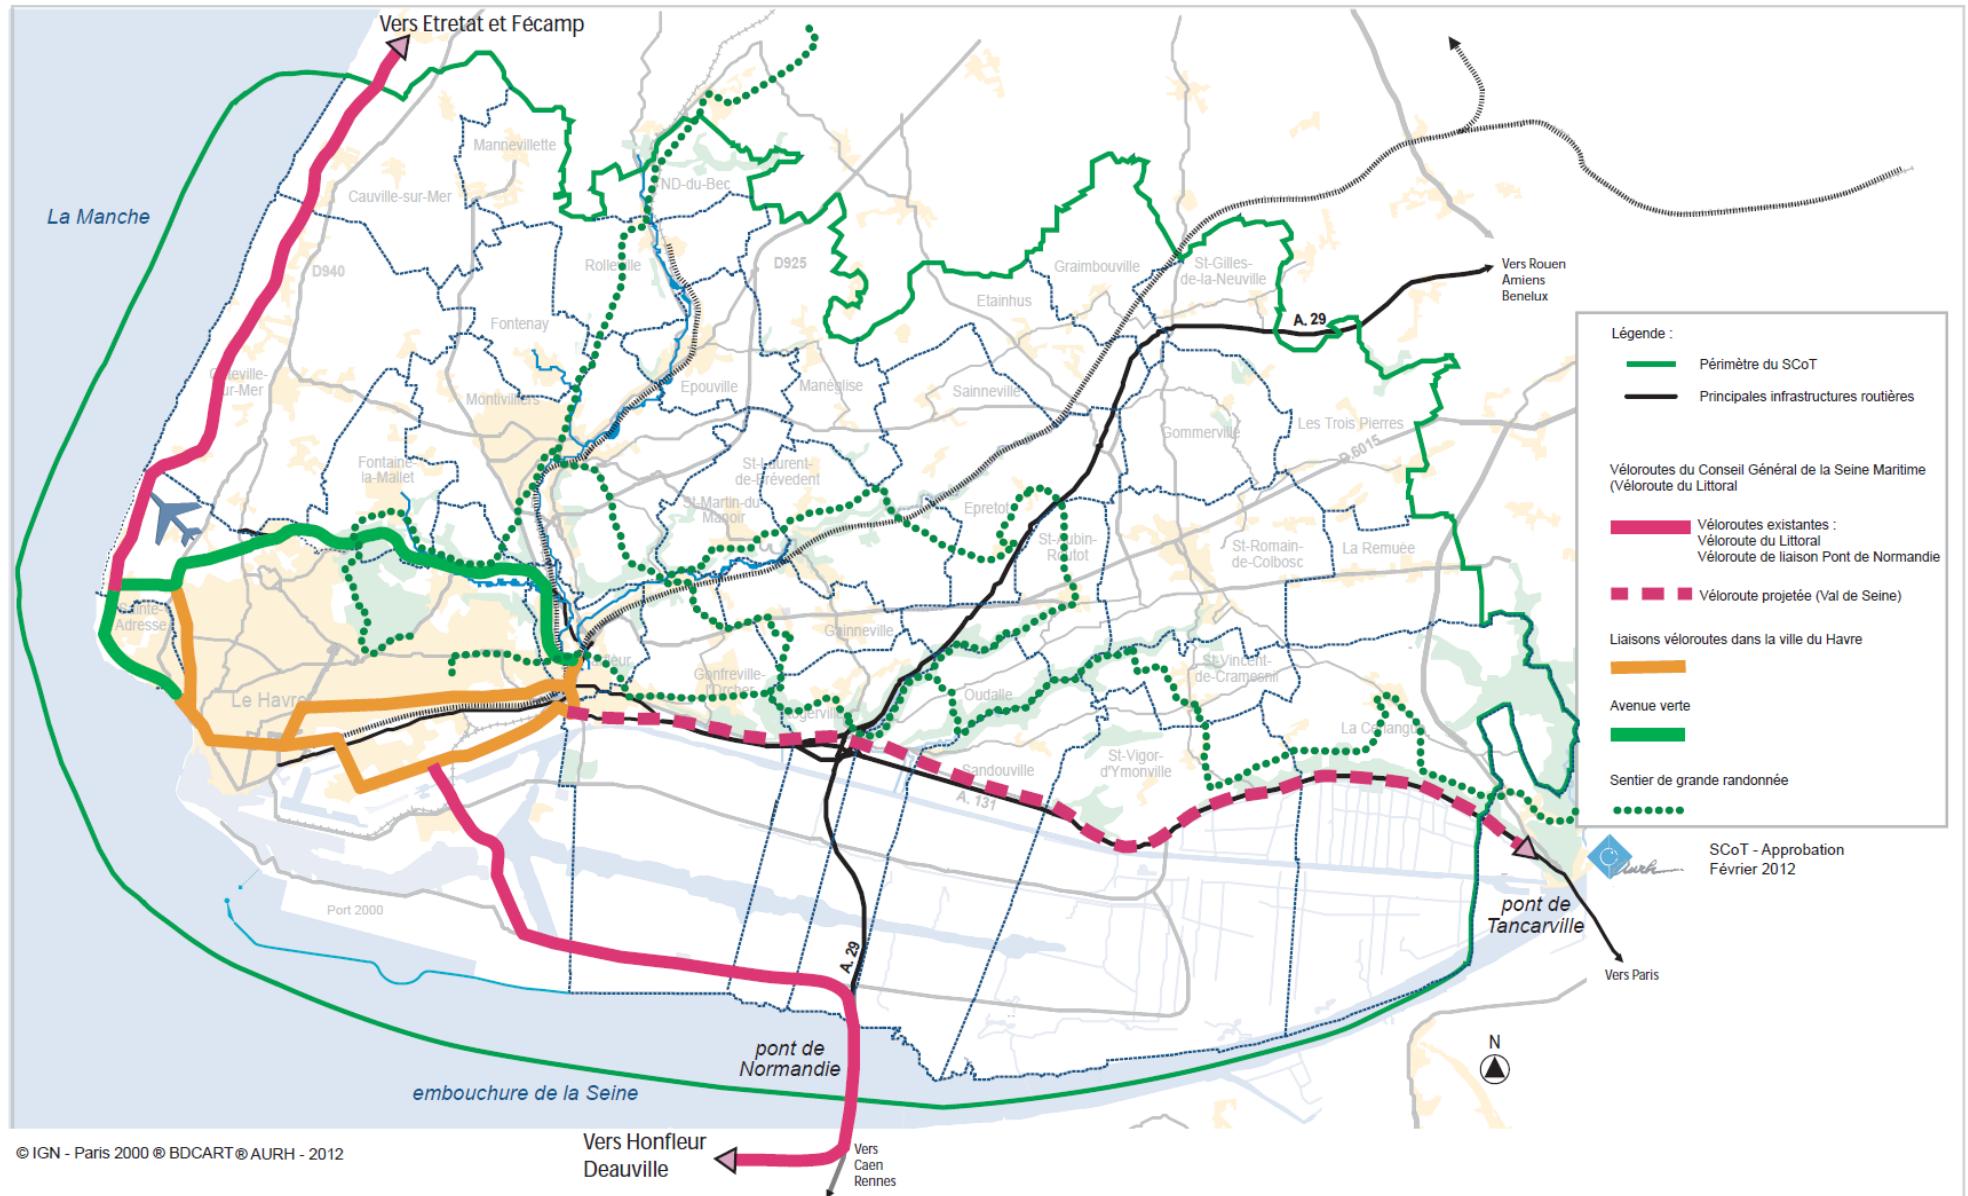 Vers Etretat et Fécamp
La Manche
Mannevillette
Cauville-sur-Mer
ND-du-Bec
D940
Rolleville
D925
Graimbouville
St-Gilles-
de-la-Neuville
Etainhus
Vers Rouen
Amiens
Benelux
A. 29
Fontenay
Octeville-
sur-Mer
Montivilliers
Epouville
Manéglise
Sainneville
Gommerville
Les Trois Pierres
D.6015
Fontaine-
la-Mallet
St-Laurent-
de-Brévedent
St-Martin-du-
Manoir
Epretot
St-Aubin-
Routot
St-Romain-
de-Colbosc
La Remuée
Sainte-
Adresse
Gainneville
Harfleur
Gonfreville-
l'Orcher
Le Havre
Rogerville
Oudalle
St-Vincent-
de-Cramesnil
La Cerlangue
Sandouville
St-Vigor-
d'Ymonville
A. 131
Port 2000
A. 29
pont de
Normandie
embouchure de la Seine
pont de
Tancarville
Vers Paris
Vers Honfleur
Deauville
Vers
Caen
Rennes
N
Légende :
Périmètre du SCoT
Principales infrastructures routières
Véloroutes du Conseil Général de la Seine Maritime
(Véloroute du Littoral
Véloroutes existantes :
Véloroute du Littoral
Véloroute de liaison Pont de Normandie
Véloroute projetée (Val de Seine)
Liaisons véloroutes dans la ville du Havre
Avenue verte
Sentier de grande randonnée
Aurh
SCoT - Approbation
Février 2012
© IGN - Paris 2000 ® BDCART® AURH - 2012